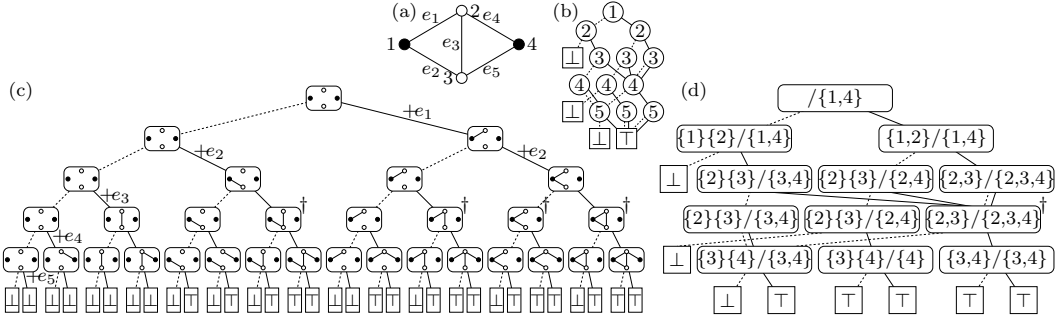 (a)
e₁ 2 e₄
1 e₃ 4
e₂ 3 e₅
(b)
1
2 2
⊥ 3 3 3
4 4 4
⊥ 5 5 5
⊥ ⊤
(c)
+e₁
+e₂ +e₂
+e₃
† † † †
+e₄
+e₅
⊥ ⊥ ⊥ ⊥ ⊥ ⊥ ⊥ ⊥ ⊥ ⊤ ⊥ ⊤ ⊥ ⊤ ⊤ ⊤ ⊥ ⊥ ⊤ ⊤ ⊥ ⊤ ⊤ ⊤ ⊥ ⊤ ⊤ ⊤ ⊥ ⊤ ⊤ ⊤
(d)
/{1,4}
{1}{2}/{1,4} {1,2}/{1,4}
⊥ {2}{3}/{3,4} {2}{3}/{2,4} {2,3}/{2,3,4}
{2}{3}/{3,4} {2}{3}/{2,4} {2,3}/{2,3,4} †
⊥ {3}{4}/{3,4} {3}{4}/{4} {3,4}/{3,4}
⊥ ⊤ ⊤ ⊤ ⊤ ⊤